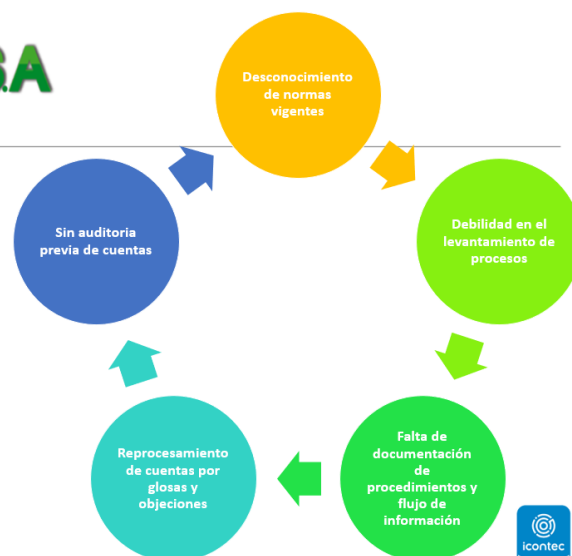 S.A
Desconocimiento
de normas
vigentes
Debilidad en el
levantamiento de
procesos
Falta de
documentación
de
procedimientos y
flujo de
información
Reprocesamiento
de cuentas por
glosas y
objeciones
Sin auditoria
previa de cuentas
icontec